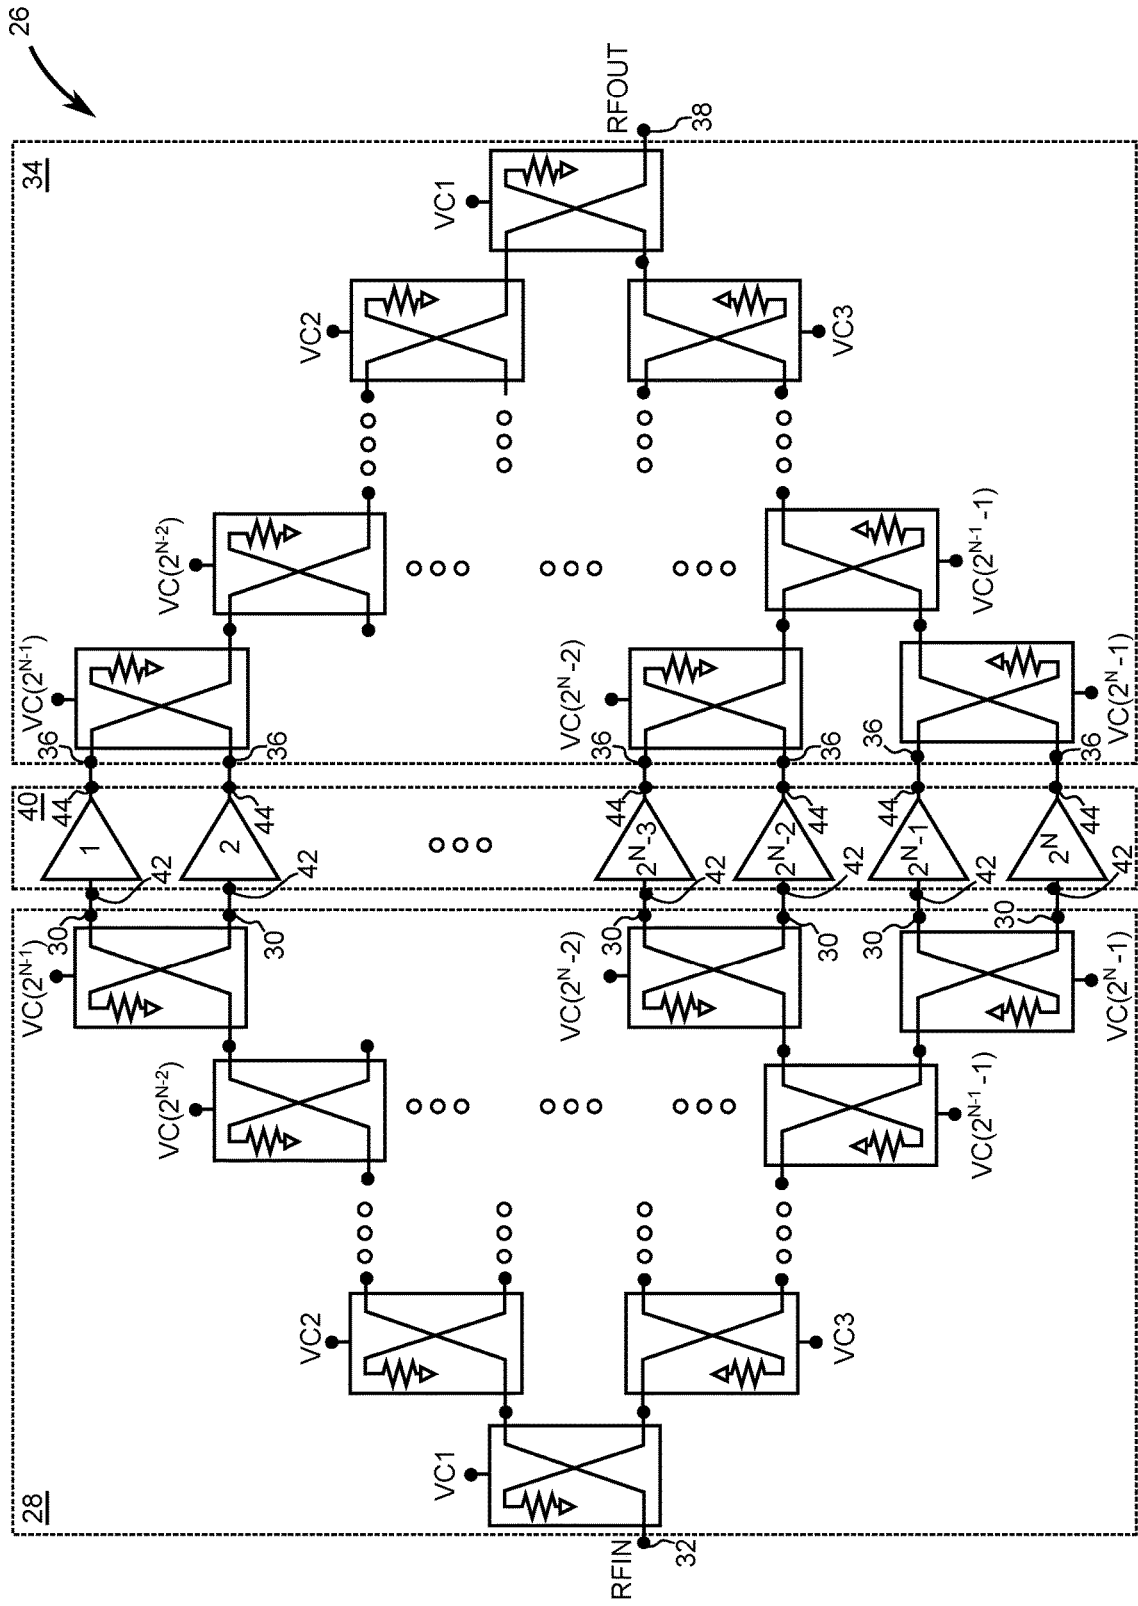 26
34
RFOUT
38
VC1
VC2
VC3
VC(2^N-2)
VC(2^N-1-1)
VC(2^N-1)
VC(2^N-2)
VC(2^N-1)
36
36
36
36
36
36
40
44
44
44
44
44
44
1
2
2^N-3
2^N-2
2^N-1
2^N
42
42
42
42
42
42
30
30
30
30
30
30
VC(2^N-1)
VC(2^N-2)
VC(2^N-1)
VC(2^N-2)
VC(2^N-1-1)
VC2
VC3
VC1
28
RFIN
32